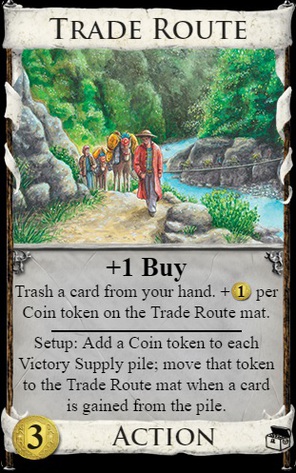 TRADE ROUTE
+1 Buy
Trash a card from your hand. +1 per
Coin token on the Trade Route mat.
Setup: Add a Coin token to each
Victory Supply pile; move that token
to the Trade Route mat when a card
is gained from the pile.
3 ACTION